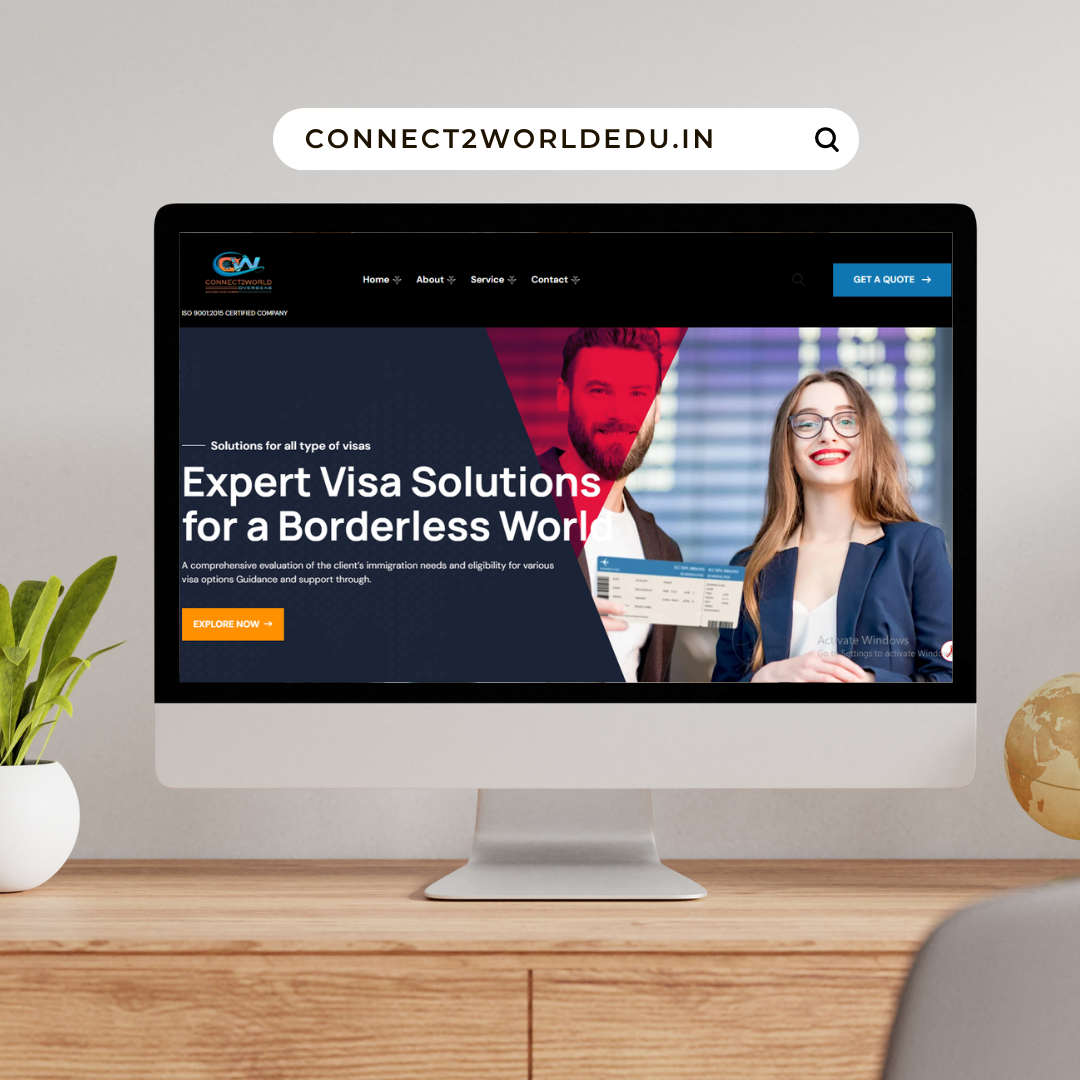 CONNECT2WORLDEDU.IN
CW
CONNECT2WORLD
OVERSEAS
ISO 9001:2015 CERTIFIED COMPANY
Home
About
Service
Contact
GET A QUOTE
Solutions for all type of visas
Expert Visa Solutions
for a Borderless World
A comprehensive evaluation of the client's immigration needs and eligibility for various
visa options Guidance and support through.
EXPLORE NOW
Activate Windows
Go to Settings to activate Windo